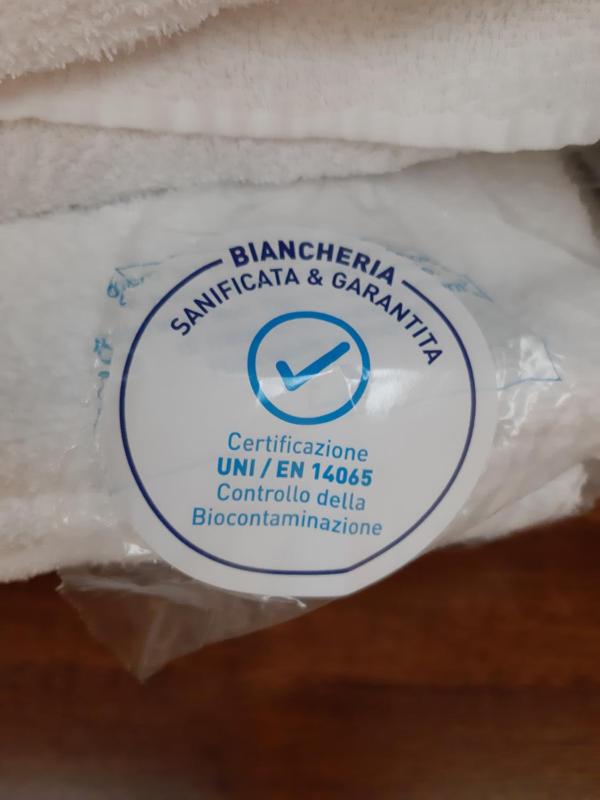 BIANCHERIA
SANIFICATA & GARANTITA
Certificazione
UNI / EN 14065
Controllo della
Biocontaminazione